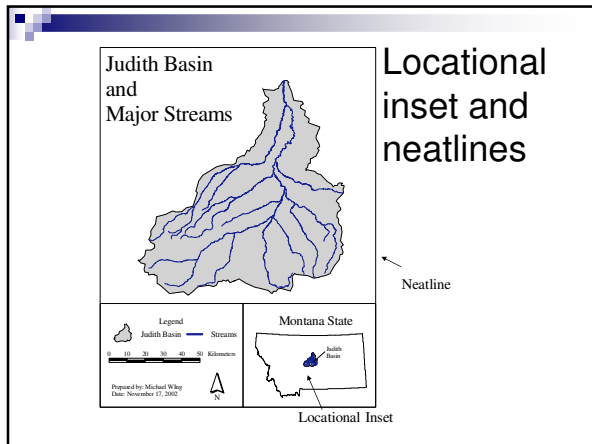 Locational
inset and
neatlines
Judith Basin
and
Major Streams
Neatline
Legend
Judith Basin
Streams
0 10 20 30 40 50 Kilometers
Prepared by: Michael WIng
Date: November 17, 2002
N
Montana State
Judith
Basin
Locational Inset